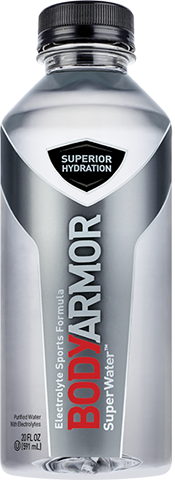 SUPERIOR
HYDRATION
Electrolyte Sports Formula
BODYARMOR
SuperWater™
Purified Water
With Electrolytes
20 FL OZ
(591 mL)